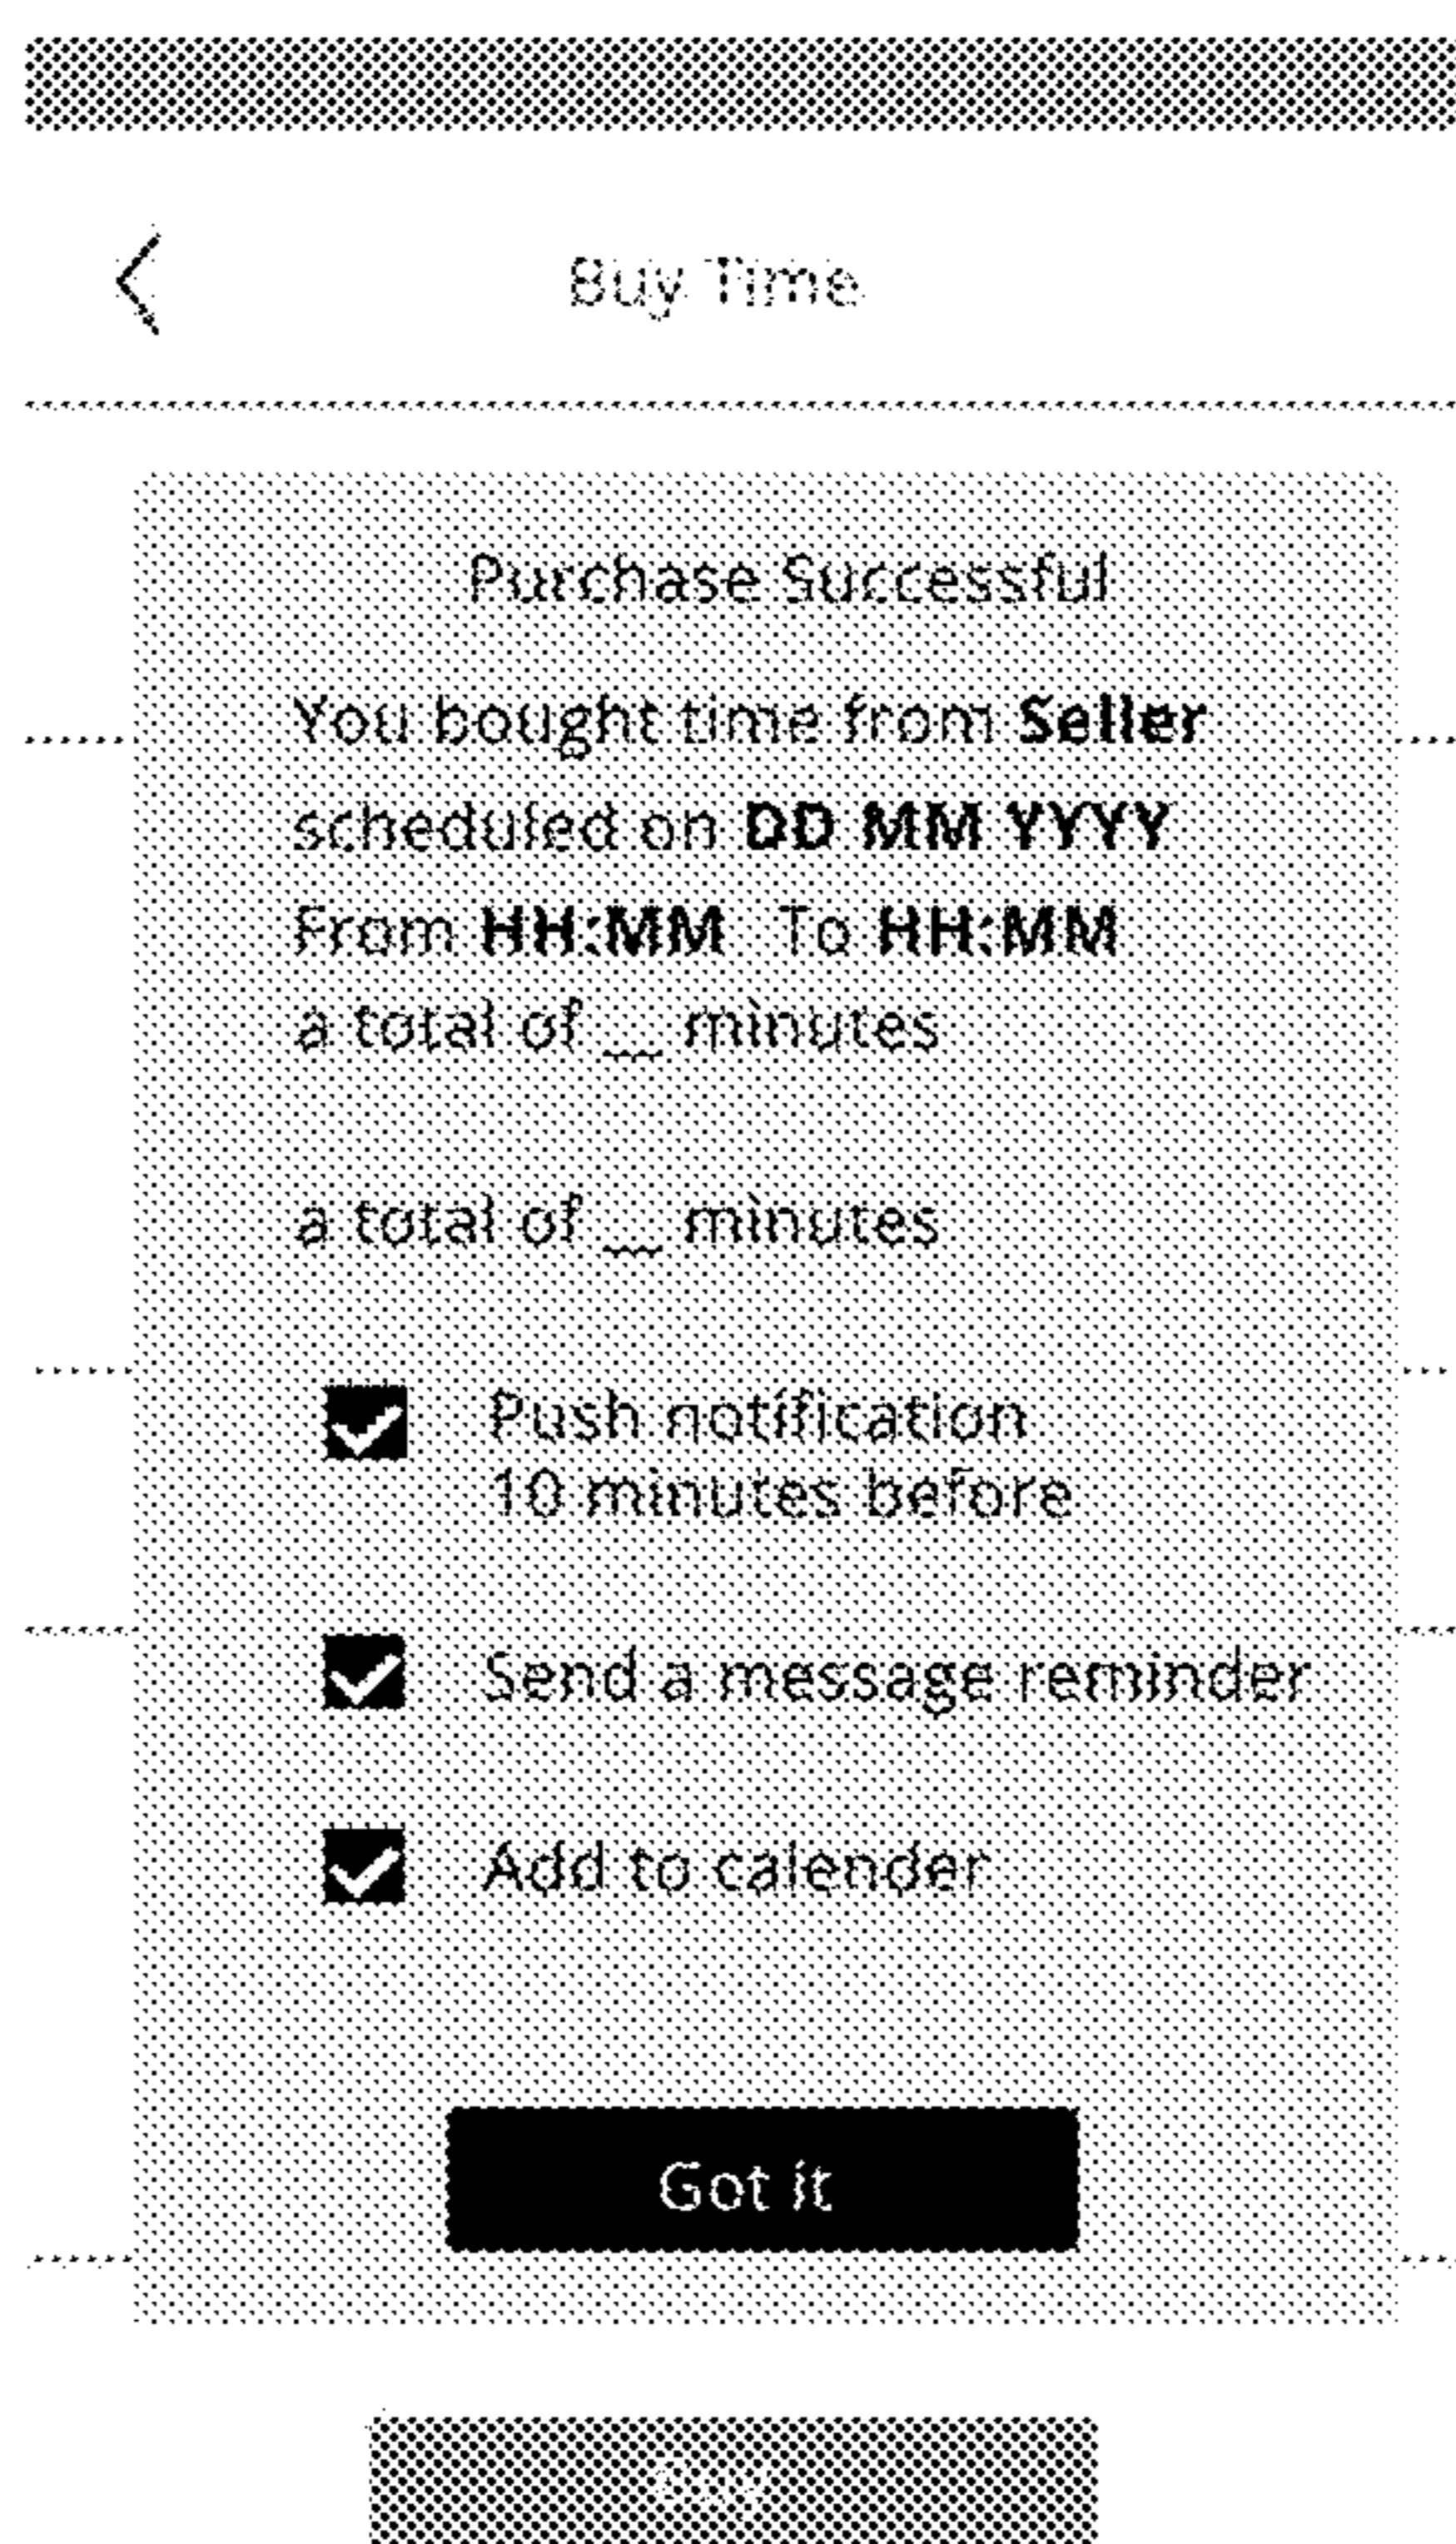 Buy Time
Purchase Successful
You bought time from Seller
scheduled on DD MM YYYY
From HH:MM To HH:MM
a total of __ minutes
a total of __ minutes
Push notification
10 minutes before
Send a message reminder
Add to calender
Got it